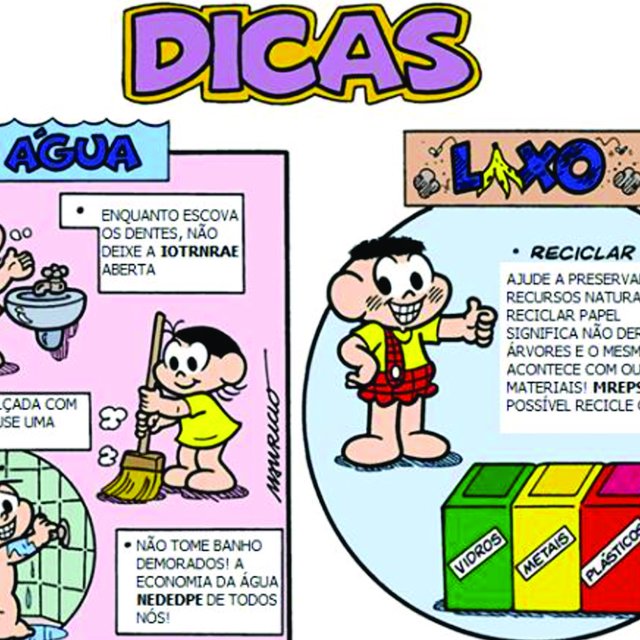 DICAS
ÁGUA
• ENQUANTO ESCOVA
OS DENTES, NÃO
DEIXE A IOTRNRAE
ABERTA
LÇADA COM
USE UMA
MAURICIO
• NÃO TOME BANHO
DEMORADOS! A
ECONOMIA DA ÁGUA
NEDEDPE DE TODOS
NÓS!
LIXO
• RECICLAR
AJUDE A PRESERVA
RECURSOS NATURA
RECICLAR PAPEL
SIGNIFICA NÃO DER
ÁRVORES E O MESM
ACONTECE COM OU
MATERIAIS! MREPS
POSSÍVEL RECICLE
VIDROS
METAIS
PLÁSTICOS